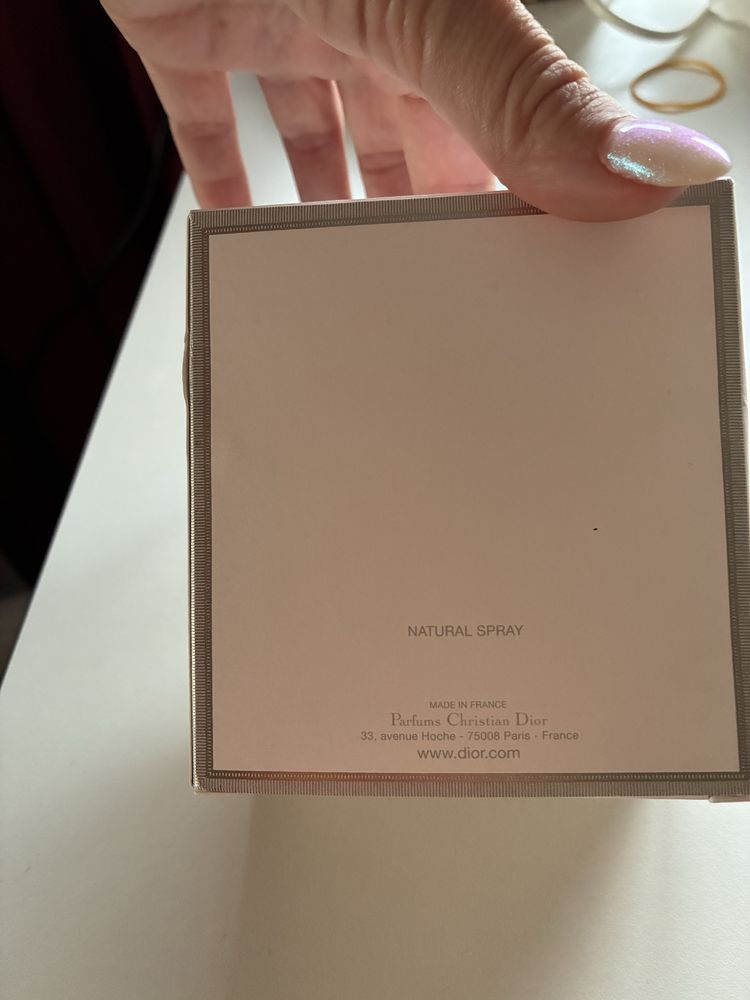 NATURAL SPRAY
MADE IN FRANCE
Parfums Christian Dior
33, avenue Hoche - 75008 Paris - France
www.dior.com